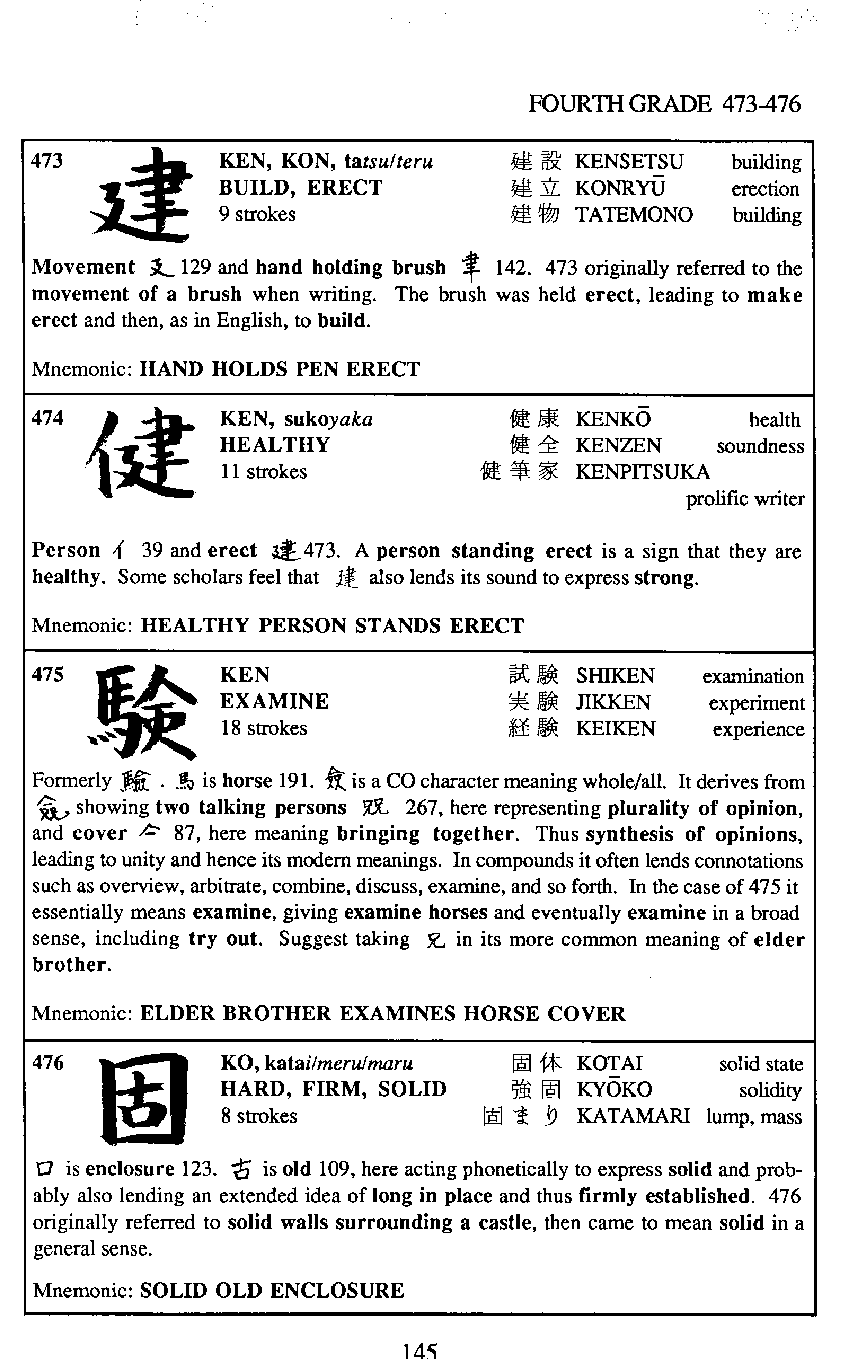 FOURTH GRADE 473-476
473 建 KEN, KON, tatsu/teru 建設 KENSETSU building
BUILD, ERECT 建立 KONRYŪ erection
9 strokes 建物 TATEMONO building
Movement 廴 129 and hand holding brush 聿 142. 473 originally referred to the
movement of a brush when writing. The brush was held erect, leading to make
erect and then, as in English, to build.
Mnemonic: HAND HOLDS PEN ERECT
474 健 KEN, sukoyaka 健康 KENKŌ health
HEALTHY 健全 KENZEN soundness
11 strokes 健筆家 KENPITSUKA
prolific writer
Person 亻 39 and erect 建 473. A person standing erect is a sign that they are
healthy. Some scholars feel that 建 also lends its sound to express strong.
Mnemonic: HEALTHY PERSON STANDS ERECT
475 験 KEN 試験 SHIKEN examination
EXAMINE 実験 JIKKEN experiment
18 strokes 経験 KEIKEN experience
Formerly 驗 . 馬 is horse 191. 僉 is a CO character meaning whole/all. It derives from
showing two talking persons 267, here representing plurality of opinion,
and cover 87, here meaning bringing together. Thus synthesis of opinions,
leading to unity and hence its modern meanings. In compounds it often lends connotations
such as overview, arbitrate, combine, discuss, examine, and so forth. In the case of 475 it
essentially means examine, giving examine horses and eventually examine in a broad
sense, including try out. Suggest taking 兄 in its more common meaning of elder
brother.
Mnemonic: ELDER BROTHER EXAMINES HORSE COVER
476 固 KO, katai/meru/maru 固体 KOTAI solid state
HARD, FIRM, SOLID 強固 KYŌKO solidity
8 strokes 固まり KATAMARI lump, mass
口 is enclosure 123. 古 is old 109, here acting phonetically to express solid and prob-
ably also lending an extended idea of long in place and thus firmly established. 476
originally referred to solid walls surrounding a castle, then came to mean solid in a
general sense.
Mnemonic: SOLID OLD ENCLOSURE
145